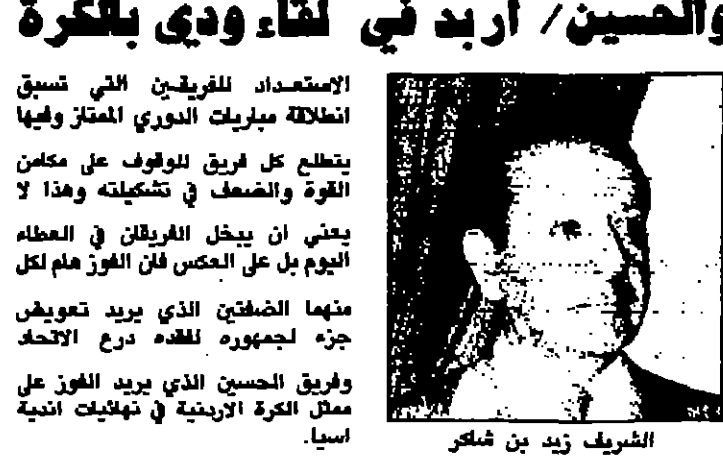 والحسين/ اربد في لقاء ودي بالكرة
الاستعداد للفريقين التي تسبق
انطلاقة مباريات الدوري الممتاز وفيها
يتطلع كل فريق للوقوف على مكامن
القوة والضعف في تشكيلته وهذا لا
يعني ان يبخل الفريقان في العطاء
اليوم بل على العكس فان الفوز هام لكل
منهما الضفتين الذي يريد تعويض
جزء لجمهوره لفقده درع الاتحاد
وفريق الحسين الذي يريد الفوز على
ممثل الكرة الاردنية في نهائيات اندية
اسيا.
الشريف زيد بن شاكر